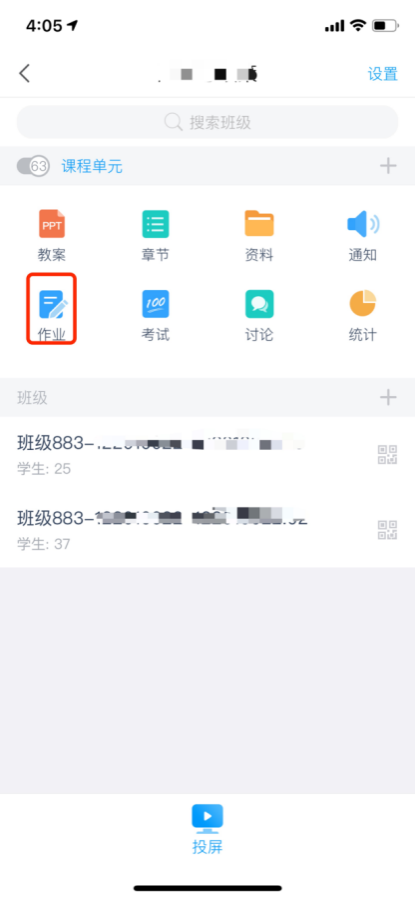 4:05
设置
搜索班级
63 课程单元
PPT
教案 章节 资料 通知
100
作业 考试 讨论 统计
班级
班级883-
学生: 25
班级883-
学生: 37
投屏